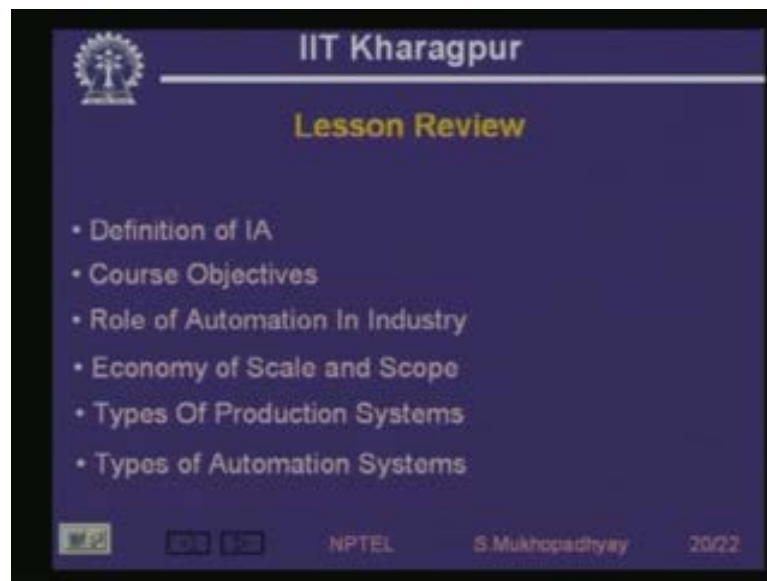 IIT Kharagpur
Lesson Review
• Definition of IA
• Course Objectives
• Role of Automation In Industry
• Economy of Scale and Scope
• Types Of Production Systems
• Types of Automation Systems
NPTEL S.Mukhopadhyay 20/22